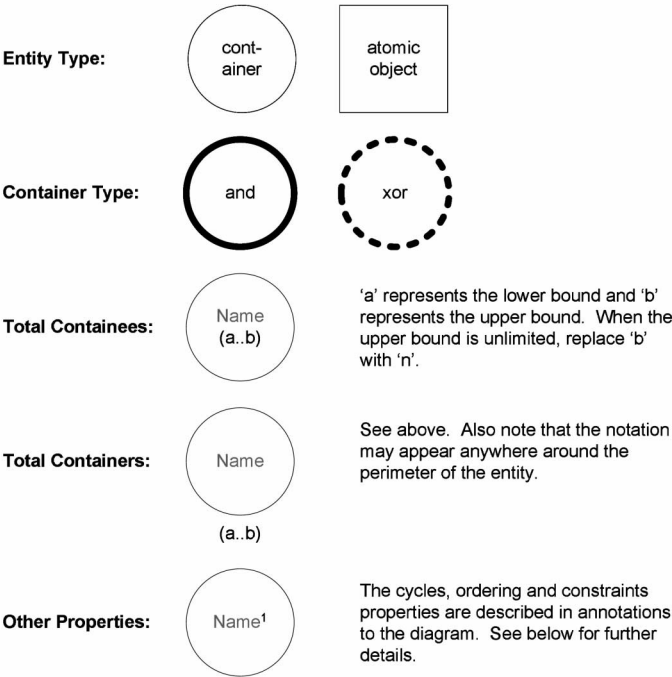 Entity Type:
cont-
ainer
atomic
object
Container Type:
and
xor
Total Containees:
Name
(a..b)
‘a’ represents the lower bound and ‘b’
represents the upper bound.  When the
upper bound is unlimited, replace ‘b’
with ‘n’.
Total Containers:
Name
(a..b)
See above.  Also note that the notation
may appear anywhere around the
perimeter of the entity.
Other Properties:
Name¹
The cycles, ordering and constraints
properties are described in annotations
to the diagram.  See below for further
details.